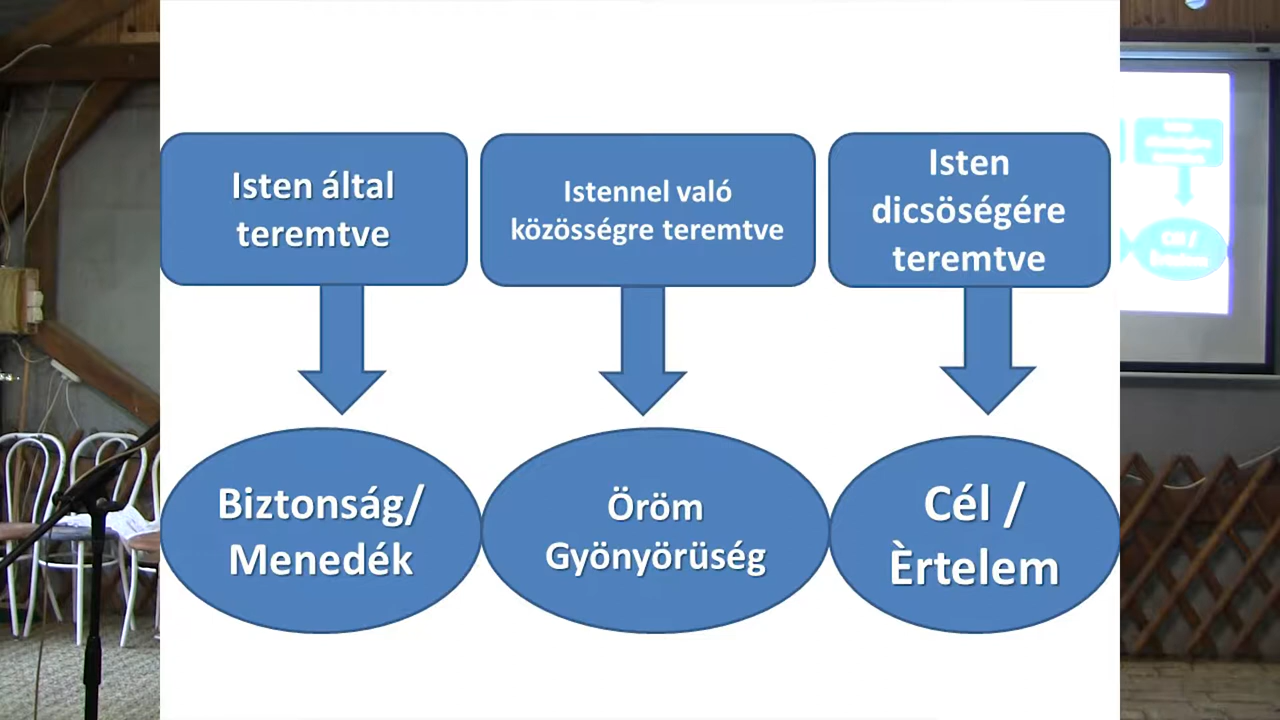 Isten által
teremtve
Istennel való
közösségre teremtve
Isten
dicsöségére
teremtve
Biztonság/
Menedék
Öröm
Gyönyörüség
Cél /
Èrtelem